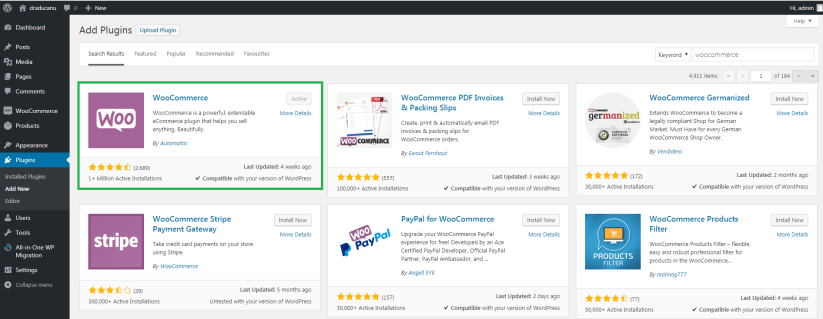 draducanu
0
New
Hi, admin
Dashboard
Posts
Media
Pages
Comments
WooCommerce
Products
Appearance
Plugins
Installed Plugins
Add New
Editor
Users
Tools
All-in-One WP
Migration
Settings
Collapse menu
Help
Add Plugins
Upload Plugin
Search Results
Featured
Popular
Recommended
Favourites
Keyword
woocommerce
4,911 items
«
‹
1
of 164
›
»
Woo
WooCommerce
Active
More Details
WooCommerce is a powerful, extendable
eCommerce plugin that helps you sell
anything. Beautifully.
By Automattic
(2,689)
1+ Million Active Installations
Last Updated: 4 weeks ago
✔ Compatible with your version of WordPress
PDF
WOOCOMMERCE
WooCommerce PDF Invoices
& Packing Slips
Install Now
More Details
Create, print & automatically email PDF
invoices & packing slips for
WooCommerce orders.
By Ewout Fernhout
(557)
100,000+ Active Installations
Last Updated: 3 weeks ago
✔ Compatible with your version of WordPress
germanized
WooCommerce Germanized
Install Now
More Details
Extends WooCommerce to become a
legally compliant Shop for German
Market. Must Have for every German
WooCommerce Shop Owner.
By Vendidero
(172)
30,000+ Active Installations
Last Updated: 2 months ago
✔ Compatible with your version of WordPress
stripe
WooCommerce Stripe
Payment Gateway
Install Now
More Details
Take credit card payments on your store
using Stripe.
By WooCommerce
(29)
300,000+ Active Installations
Last Updated: 5 months ago
Untested with your version of WordPress
Woo
PayPal
PayPal for WooCommerce
Install Now
More Details
Upgrade your WooCommerce PayPal
experience for free! Developed by an Ace
Certified PayPal Developer, Official PayPal
Partner, PayPal Ambassador, and ...
By Angell EYE
(157)
30,000+ Active Installations
Last Updated: 2 days ago
✔ Compatible with your version of WordPress
PRODUCTS
FILTER
WooCommerce Products
Filter
Install Now
More Details
WooCommerce Products Filter – flexible,
easy and robust professional filter for
products in the WooCommerce...
By realmag777
(77)
50,000+ Active Installations
Last Updated: 4 weeks ago
✔ Compatible with your version of WordPress